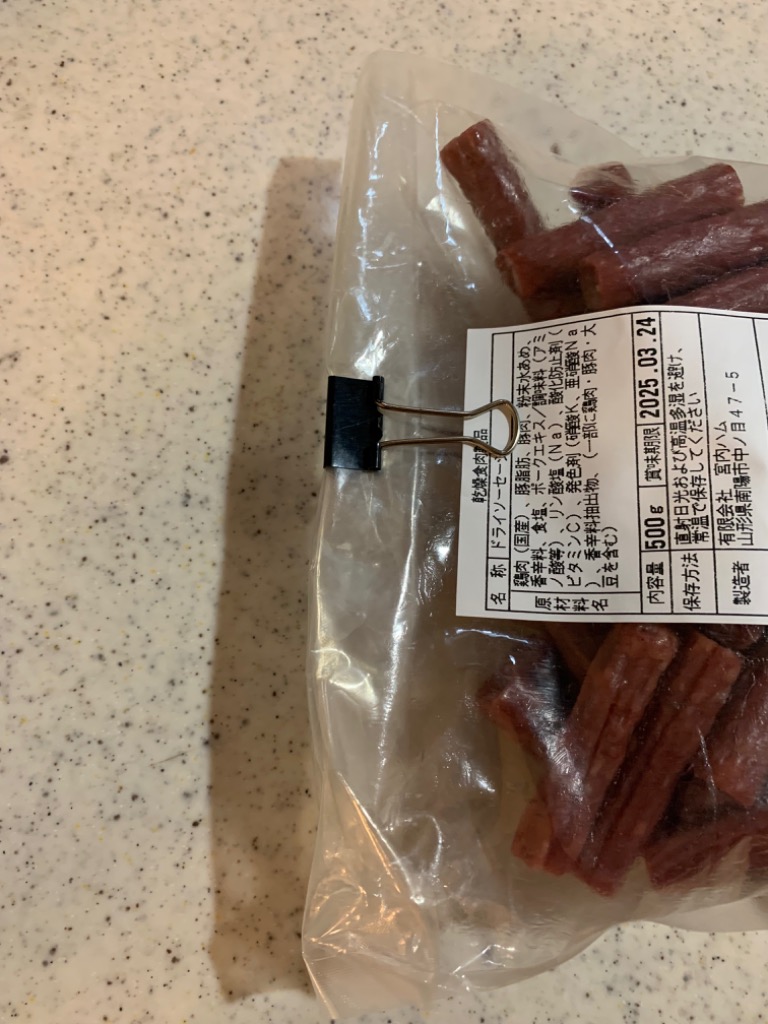 乾燥食肉製品
名 称 ドライソーセージ
原材料名 鶏肉(国産)、豚脂肪、豚肉、粉末水あめ、
香辛料、食塩、ポークエキス/調味料(アミ
ノ酸等)、リン酸塩(Na)、酸化防止剤(
ビタミンC)、発色剤(硝酸K、亜硝酸Na
)、香辛料抽出物、(一部に鶏肉・豚肉・大
豆を含む)
内容量 500g 賞味期限 2025.03.24
保存方法 直射日光および高温多湿を避け、
常温で保存してください
製造者 有限会社 宮内ハム
山形県南陽市中ノ目47-5